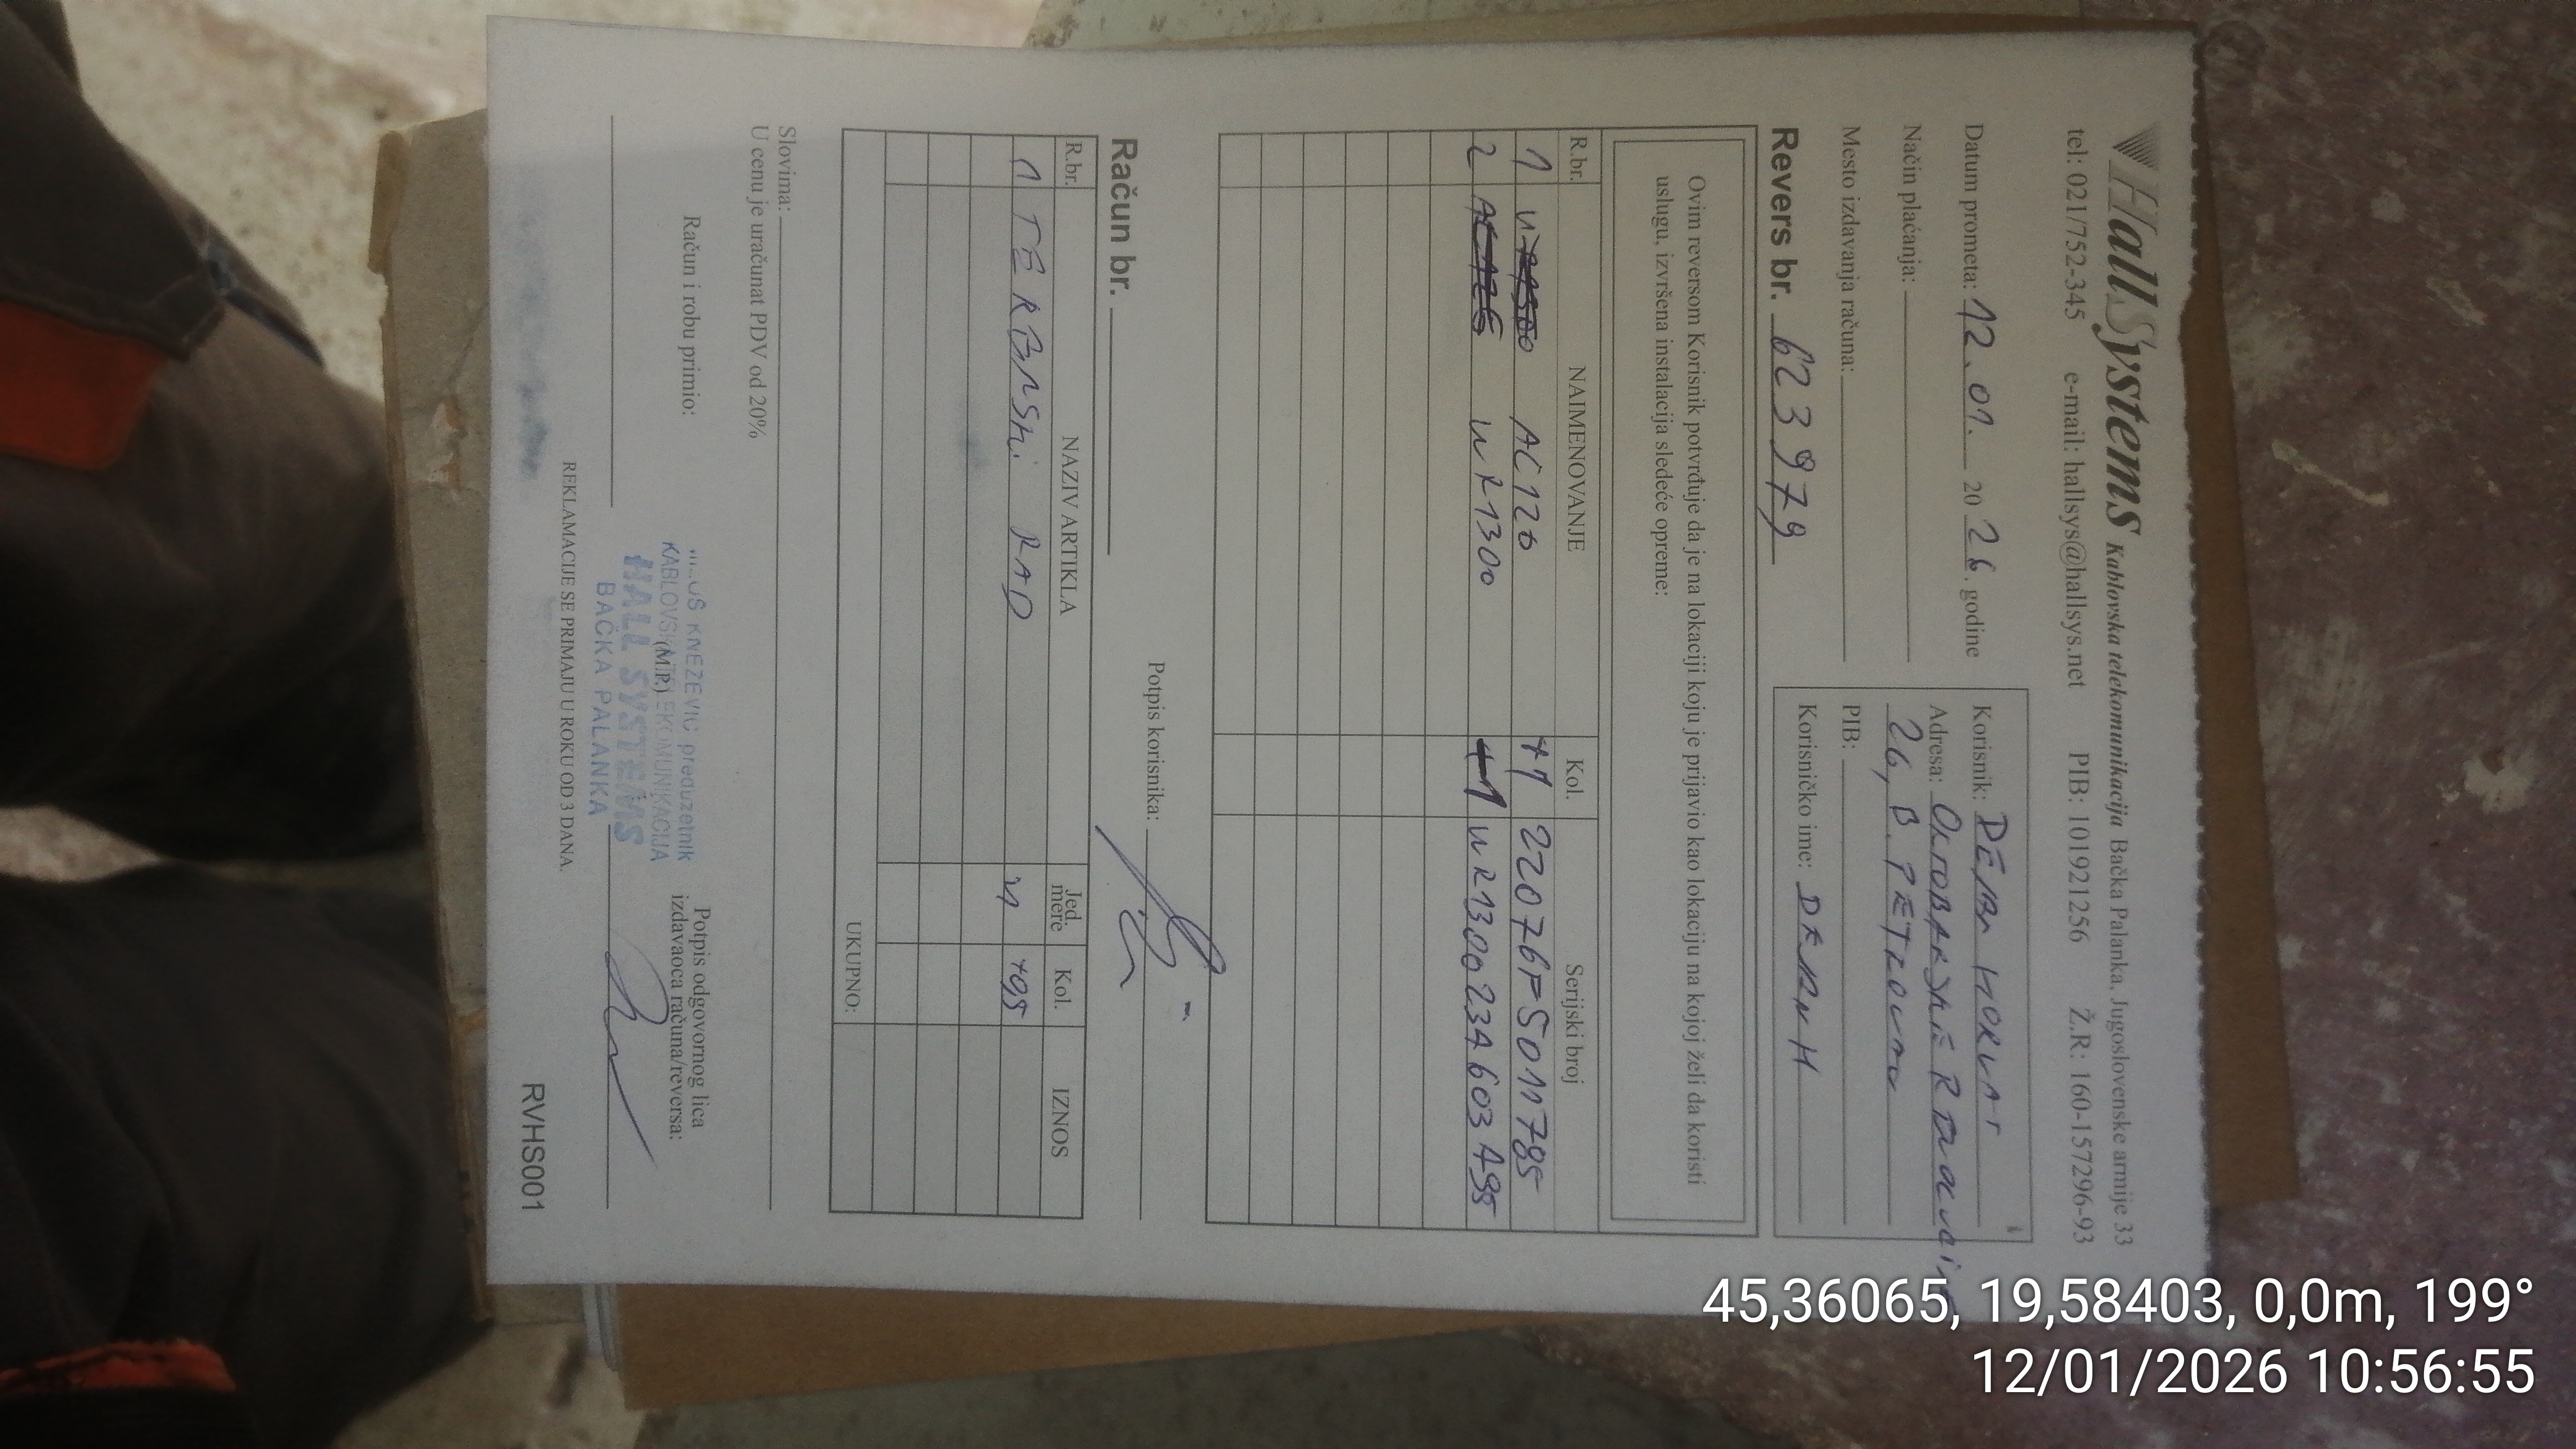 HallSystems Kablovska telekomunikacija Bačka Palanka, Jugoslovenske armije 33
tel: 021/752-345 e-mail: hallsys@hallsys.net PIB: 101921256 Ž.R: 160-157296-93
Datum prometa: 12.01. 2026. godine
Način plaćanja:
Mesto izdavanja računa:
Revers br. 623979
Korisnik: HORVAT
Adresa:
26, B. PETROVAC
PIB:
Korisničko ime: DEJANH
Ovim reversom Korisnik potvrđuje da je na lokaciji koju je prijavio kao lokaciju na kojoj želi da koristi
uslugu, izvršena instalacija sledeće opreme:
R.br. NAIMENOVANJE Kol. Serijski broj
1 AC120 +1 22076FS011785
2 WR1300 WR1300234603495
Potpis korisnika:
Račun br.
R.br. NAZIV ARTIKLA Jed. mere Kol. IZNOS
1 TERENSKI RAD
UKUPNO:
Slovima:
U cenu je uračunat PDV od 20%
Račun i robu primio:
KNEŽEVIĆ preduzetnik
KABLOVSKA TELEKOMUNIKACIJA
(M.P.)
HALL SYSTEMS
BAČKA PALANKA
Potpis odgovornog lica
izdavaoca računa/reversa:
REKLAMACIJE SE PRIMAJU U ROKU OD 3 DANA.
RVHS001
45,36065, 19,58403, 0,0m, 199°
12/01/2026 10:56:55